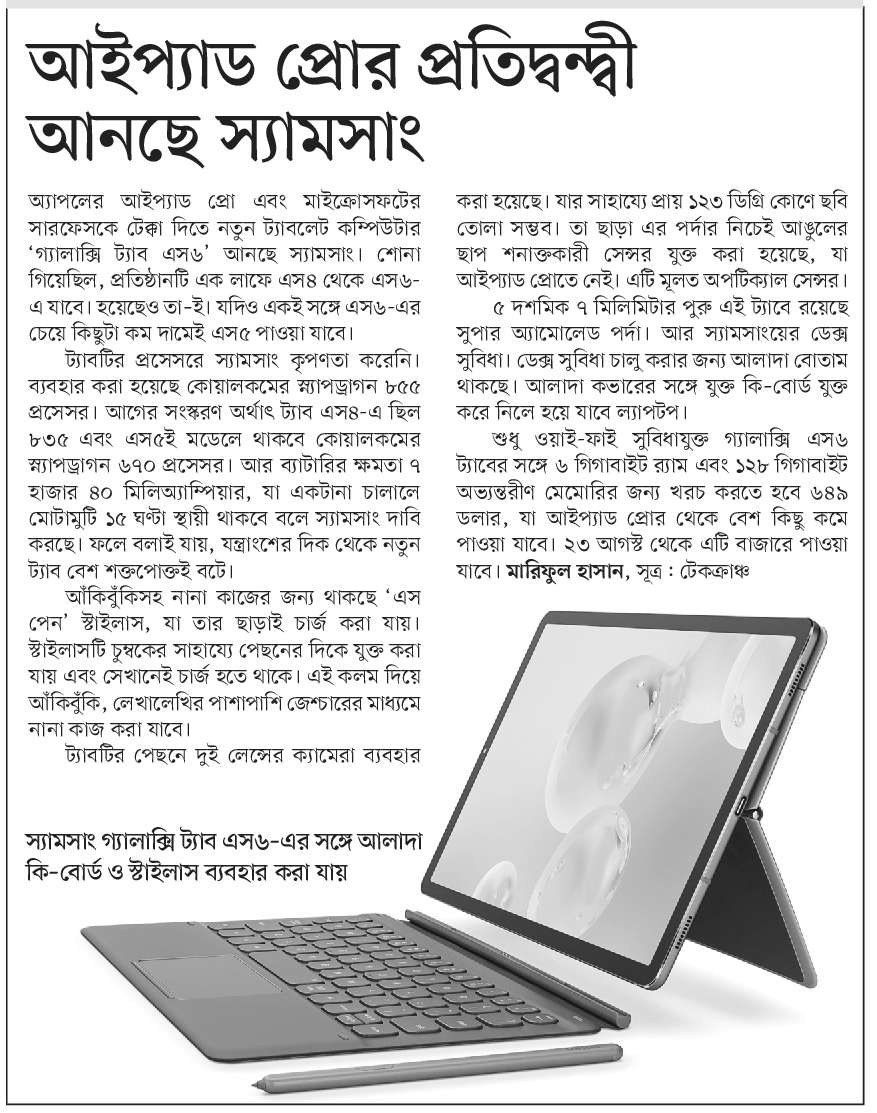 আইপ্যাড প্রোর প্রতিদ্বন্দ্বী
আনছে স্যামসাং
অ্যাপলের আইপ্যাড প্রো এবং মাইক্রোসফটের
সারফেসকে টেক্কা দিতে নতুন ট্যাবলেট কম্পিউটার
‘গ্যালাক্সি ট্যাব এস৬’ আনছে স্যামসাং। শোনা
গিয়েছিল, প্রতিষ্ঠানটি এক লাফে এস৪ থেকে এস৬-
এ যাবে। হয়েছেও তা-ই। যদিও একই সঙ্গে এস৬-এর
চেয়ে কিছুটা কম দামেই এস৫ পাওয়া যাবে।
ট্যাবটির প্রসেসরে স্যামসাং কৃপণতা করেনি।
ব্যবহার করা হয়েছে কোয়ালকমের স্ন্যাপড্রাগন ৮৫৫
প্রসেসর। আগের সংস্করণ অর্থাৎ ট্যাব এস৪-এ ছিল
৮৩৫ এবং এস৫ই মডেলে থাকবে কোয়ালকমের
স্ন্যাপড্রাগন ৬৭০ প্রসেসর। আর ব্যাটারির ক্ষমতা ৭
হাজার ৪০ মিলিঅ্যাম্পিয়ার, যা একটানা চালালে
মোটামুটি ১৫ ঘণ্টা স্থায়ী থাকবে বলে স্যামসাং দাবি
করছে। ফলে বলাই যায়, যন্ত্রাংশের দিক থেকে নতুন
ট্যাব বেশ শক্তপোক্তই বটে।
আঁকিবুঁকিসহ নানা কাজের জন্য থাকছে ‘এস
পেন’ স্টাইলাস, যা তার ছাড়াই চার্জ করা যায়।
স্টাইলাসটি চুম্বকের সাহায্যে পেছনের দিকে যুক্ত করা
যায় এবং সেখানেই চার্জ হতে থাকে। এই কলম দিয়ে
আঁকিবুঁকি, লেখালেখির পাশাপাশি জেশ্চারের মাধ্যমে
নানা কাজ করা যাবে।
ট্যাবটির পেছনে দুই লেন্সের ক্যামেরা ব্যবহার
করা হয়েছে। যার সাহায্যে প্রায় ১২৩ ডিগ্রি কোণে ছবি
তোলা সম্ভব। তা ছাড়া এর পর্দার নিচেই আঙুলের
ছাপ শনাক্তকারী সেন্সর যুক্ত করা হয়েছে, যা
আইপ্যাড প্রোতে নেই। এটি মূলত অপটিক্যাল সেন্সর।
৫ দশমিক ৭ মিলিমিটার পুরু এই ট্যাবে রয়েছে
সুপার অ্যামোলেড পর্দা। আর স্যামসাংয়ের ডেক্স
সুবিধা। ডেক্স সুবিধা চালু করার জন্য আলাদা বোতাম
থাকছে। আলাদা কভারের সঙ্গে যুক্ত কি-বোর্ড যুক্ত
করে নিলে হয়ে যাবে ল্যাপটপ।
শুধু ওয়াই-ফাই সুবিধাযুক্ত গ্যালাক্সি এস৬
ট্যাবের সঙ্গে ৬ গিগাবাইট র‍্যাম এবং ১২৮ গিগাবাইট
অভ্যন্তরীণ মেমোরির জন্য খরচ করতে হবে ৬৪৯
ডলার, যা আইপ্যাড প্রোর থেকে বেশ কিছু কমে
পাওয়া যাবে। ২৩ আগস্ট থেকে এটি বাজারে পাওয়া
যাবে। মারিফুল হাসান, সূত্র : টেকক্রাঞ্চ
স্যামসাং গ্যালাক্সি ট্যাব এস৬-এর সঙ্গে আলাদা
কি-বোর্ড ও স্টাইলাস ব্যবহার করা যায়